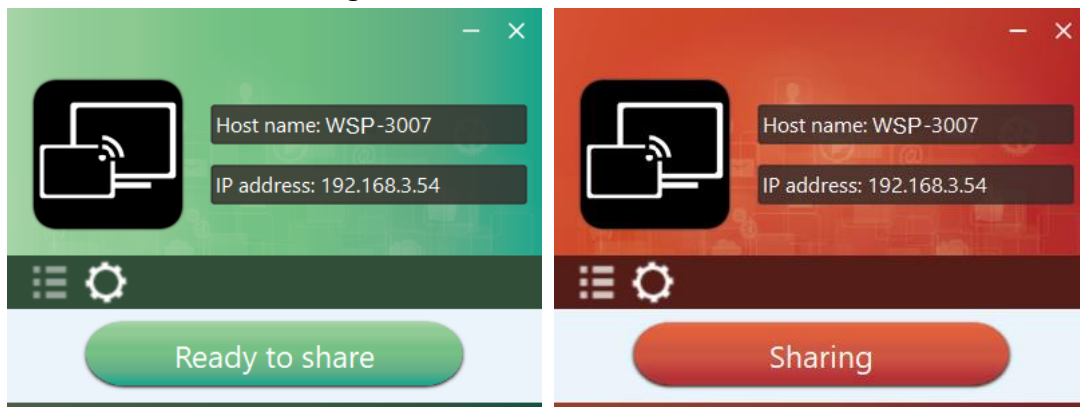 Host name: WSP-3007
IP address: 192.168.3.54
Ready to share
Host name: WSP-3007
IP address: 192.168.3.54
Sharing